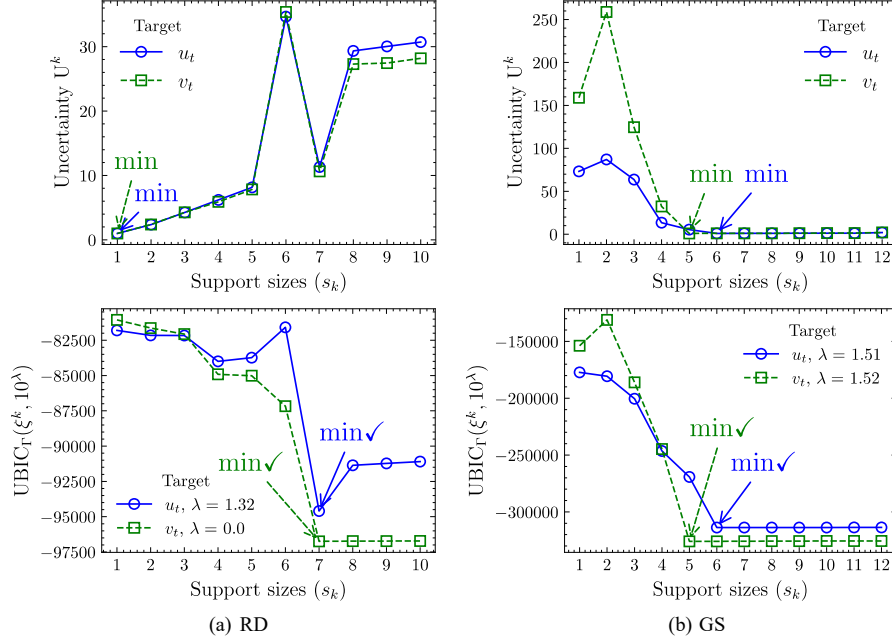 Uncertainty U^k
30
20
10
0
Target
u_t
v_t
min
min
1 2 3 4 5 6 7 8 9 10
Support sizes (s_k)
Uncertainty U^k
250
200
150
100
50
0
Target
u_t
v_t
min
min
1 2 3 4 5 6 7 8 9 10 11 12
Support sizes (s_k)
UBIC_Γ(ξ^k, 10^λ)
−82500
−85000
−87500
−90000
−92500
−95000
−97500
min✓
min✓
Target
u_t, λ = 1.32
v_t, λ = 0.0
1 2 3 4 5 6 7 8 9 10
Support sizes (s_k)
(a) RD
UBIC_Γ(ξ^k, 10^λ)
−150000
−200000
−250000
−300000
Target
u_t, λ = 1.51
v_t, λ = 1.52
min✓
min✓
1 2 3 4 5 6 7 8 9 10 11 12
Support sizes (s_k)
(b) GS